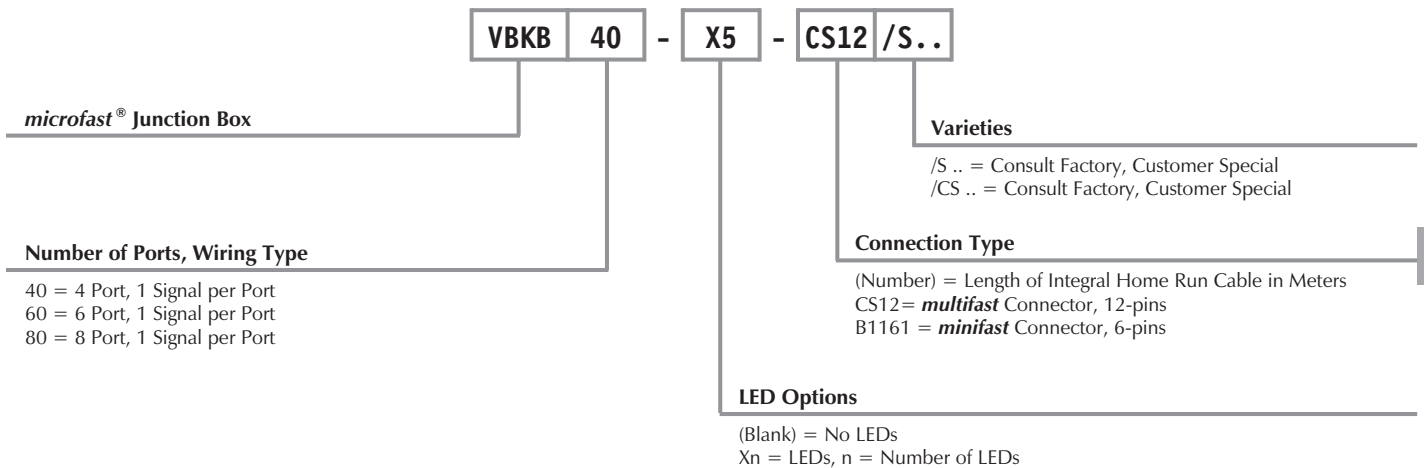 VBKB 40 - X5 - CS12 /S..
microfast® Junction Box
Varieties
/S .. = Consult Factory, Customer Special
/CS .. = Consult Factory, Customer Special
Number of Ports, Wiring Type
40 = 4 Port, 1 Signal per Port
60 = 6 Port, 1 Signal per Port
80 = 8 Port, 1 Signal per Port
Connection Type
(Number) = Length of Integral Home Run Cable in Meters
CS12= multifast Connector, 12-pins
B1161 = minifast Connector, 6-pins
LED Options
(Blank) = No LEDs
Xn = LEDs, n = Number of LEDs